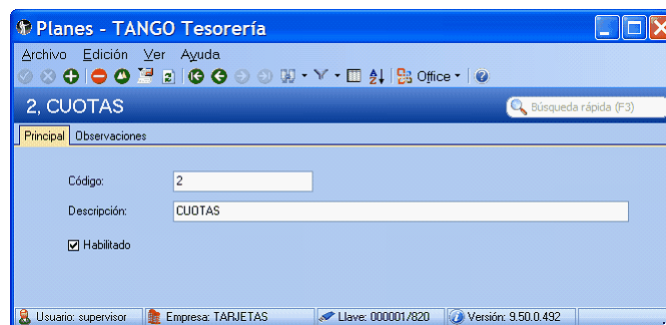 Planes - TANGO Tesorería
Archivo Edición Ver Ayuda
Office
2, CUOTAS
Búsqueda rápida (F3)
Principal Observaciones
Código: 2
Descripción: CUOTAS
Habilitado
Usuario: supervisor Empresa: TARJETAS Llave: 000001/820 Versión: 9.50.0.492